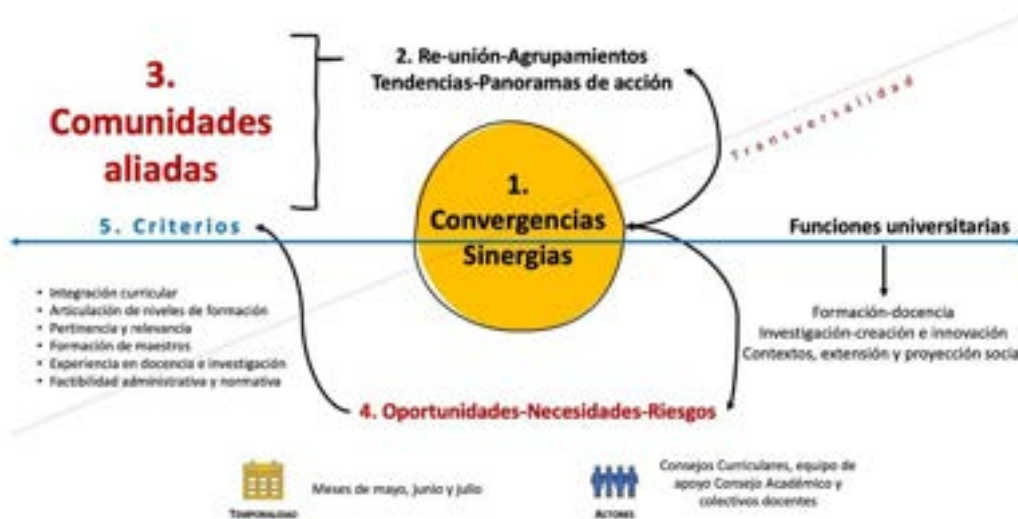 3.
Comunidades
aliadas
2. Re-unión-Agrupamientos
Tendencias-Panoramas de acción
Transversalidad
1.
Convergencias
Sinergias
5. Criterios
Funciones universitarias
• Integración curricular
• Articulación de niveles de formación
• Pertinencia y relevancia
• Formación de maestros
• Experiencia en docencia e investigación
• Factibilidad administrativa y normativa
Formación-docencia
Investigación-creación e innovación
Contextos, extensión y proyección social
4. Oportunidades-Necesidades-Riesgos
Meses de mayo, junio y julio
TEMPORALIDAD
Consejos Curriculares, equipo de
apoyo Consejo Académico y
colectivos docentes
ACTORES